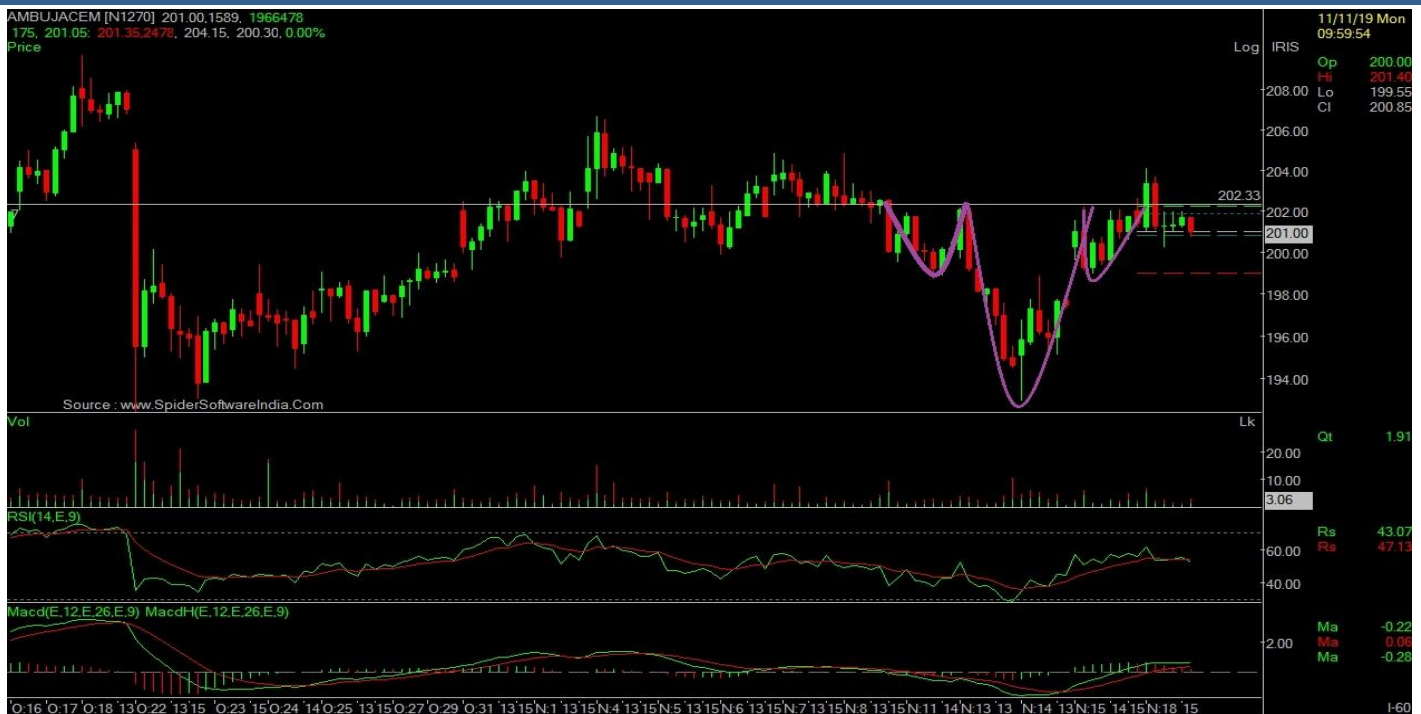 AMBUJACEM [N1270] 201.00,1589, 1966478
175, 201.05: 201.35,2478, 204.15, 200.30, 0.00%
Price
Log
IRIS
11/11/19 Mon
09:59:54
Op 200.00
Hi 201.40
Lo 199.55
Cl 200.85
208.00
206.00
204.00
202.33
202.00
201.00
200.00
198.00
196.00
194.00
Source : www.SpiderSoftwareIndia.Com
Vol
Lk
Qt 1.91
20.00
10.00
3.06
RSI(14,E,9)
Rs 43.07
Rs 47.13
60.00
40.00
Macd(E,12,E,26,E,9) MacdH(E,12,E,26,E,9)
Ma -0.22
Ma 0.06
Ma -0.28
2.00
O:16 O:17 O:18 13 O:22 13 15 O:23 15 O:24 14 O:25 13 15 O:27 O:29 O:31 13 15 N:1 13 15 N:4 13 15 N:5 13 15 N:6 13 15 N:7 13 15 N:8 13 15 N:11 14 N:13 13 N:14 13 N:15 14 15 N:18 15
I-60